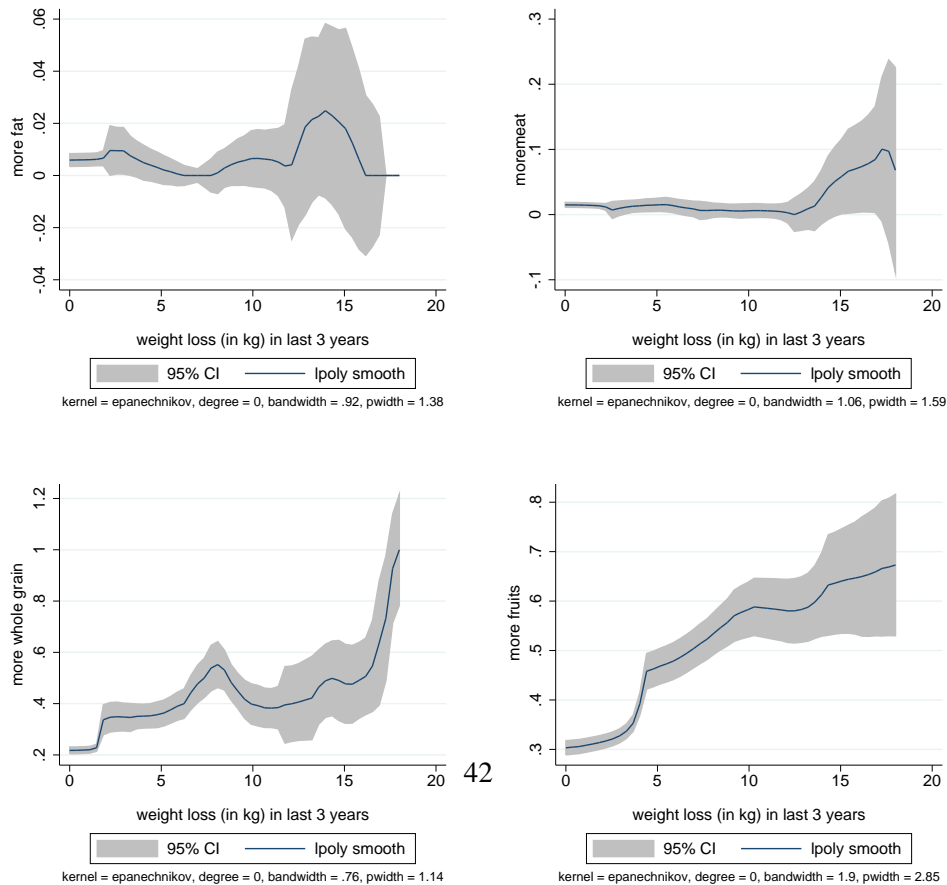 more fat
.06
.04
.02
0
-.02
-.04
0 5 10 15 20
weight loss (in kg) in last 3 years
95% CI lpoly smooth
kernel = epanechnikov, degree = 0, bandwidth = .92, pwidth = 1.38
moremeat
.3
.2
.1
0
-.1
0 5 10 15 20
weight loss (in kg) in last 3 years
95% CI lpoly smooth
kernel = epanechnikov, degree = 0, bandwidth = 1.06, pwidth = 1.59
more whole grain
1.2
1
.8
.6
.4
.2
0 5 10 15 20
weight loss (in kg) in last 3 years
95% CI lpoly smooth
kernel = epanechnikov, degree = 0, bandwidth = .76, pwidth = 1.14
42
more fruits
.8
.7
.6
.5
.4
.3
0 5 10 15 20
weight loss (in kg) in last 3 years
95% CI lpoly smooth
kernel = epanechnikov, degree = 0, bandwidth = 1.9, pwidth = 2.85